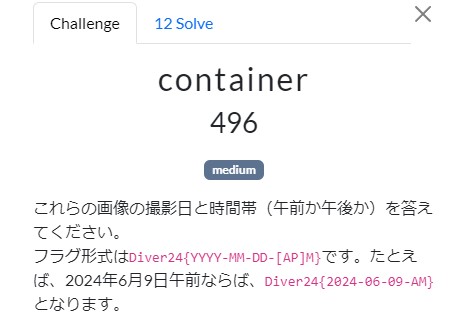 Challenge
12 Solve
container
496
medium
これらの画像の撮影日と時間帯（午前か午後か）を答え
てください。
フラグ形式はDiver24{YYYY-MM-DD-[AP]M}です。たとえ
ば、2024年6月9日午前ならば、Diver24{2024-06-09-AM}
となります。